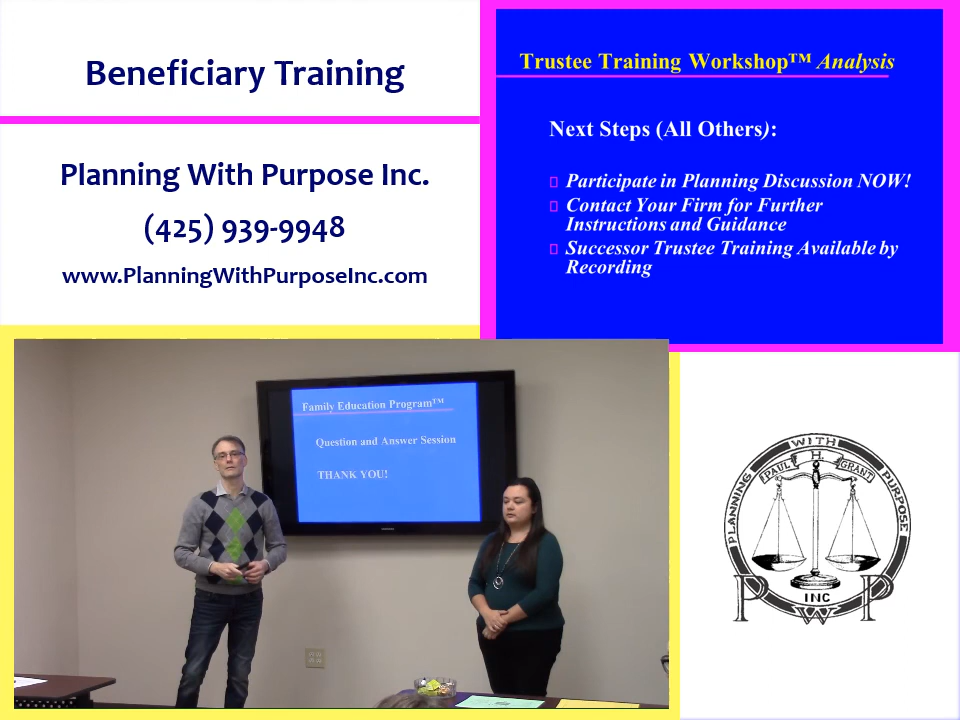 Beneficiary Training
Planning With Purpose Inc.
(425) 939-9948
www.PlanningWithPurposeInc.com
Trustee Training Workshop™ Analysis
Next Steps (All Others):
Participate in Planning Discussion NOW!
Contact Your Firm for Further
Instructions and Guidance
Successor Trustee Training Available by
Recording
Family Education Program™
Question and Answer Session
THANK YOU!
PLANNING WITH PURPOSE
PAUL H. GRANT
INC
PWP